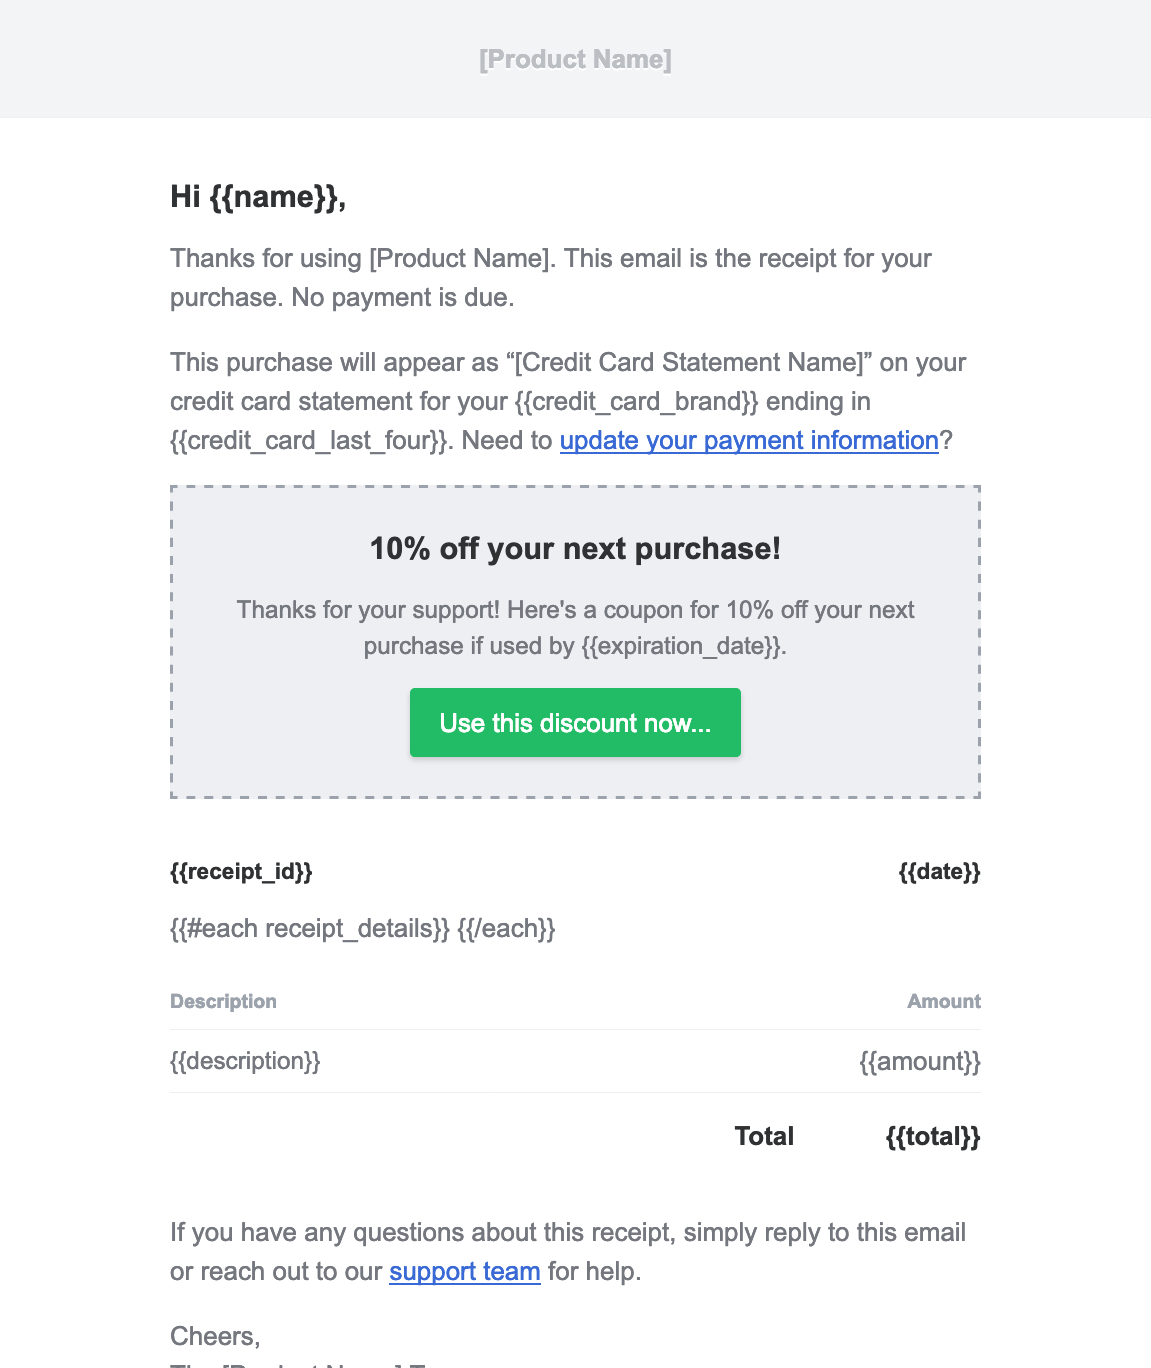 [Product Name]
Hi {{name}},
Thanks for using [Product Name]. This email is the receipt for your
purchase. No payment is due.
This purchase will appear as “[Credit Card Statement Name]” on your
credit card statement for your {{credit_card_brand}} ending in
{{credit_card_last_four}}. Need to update your payment information?
10% off your next purchase!
Thanks for your support! Here's a coupon for 10% off your next
purchase if used by {{expiration_date}}.
Use this discount now...
{{receipt_id}} {{date}}
{{#each receipt_details}} {{/each}}
Description Amount
{{description}} {{amount}}
Total {{total}}
If you have any questions about this receipt, simply reply to this email
or reach out to our support team for help.
Cheers,